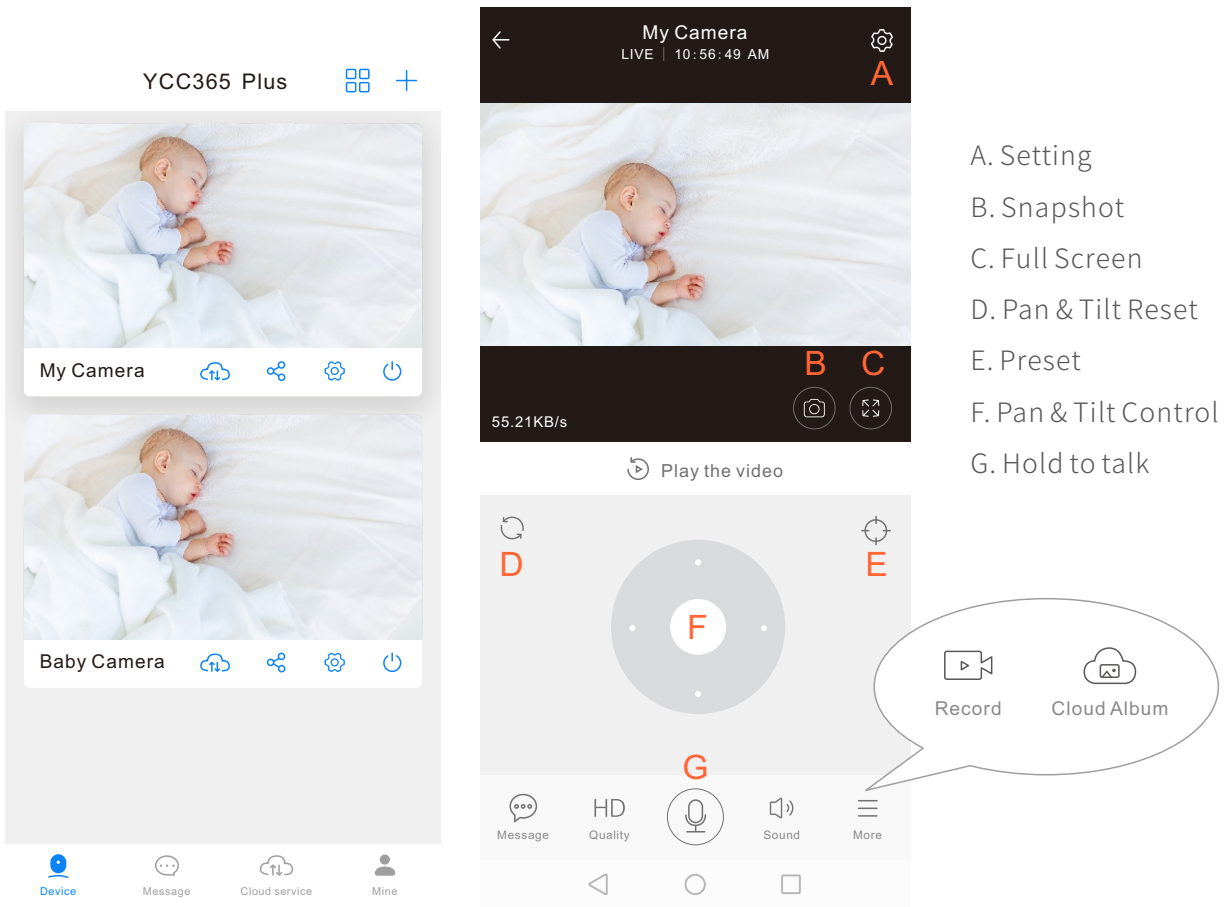 YCC365 Plus
My Camera
Baby Camera
Device
Message
Cloud service
Mine
My Camera
LIVE | 10:56:49 AM
A
B
C
55.21KB/s
Play the video
D
E
F
G
Message
HD
Quality
Sound
More
Record
Cloud Album
A. Setting
B. Snapshot
C. Full Screen
D. Pan & Tilt Reset
E. Preset
F. Pan & Tilt Control
G. Hold to talk